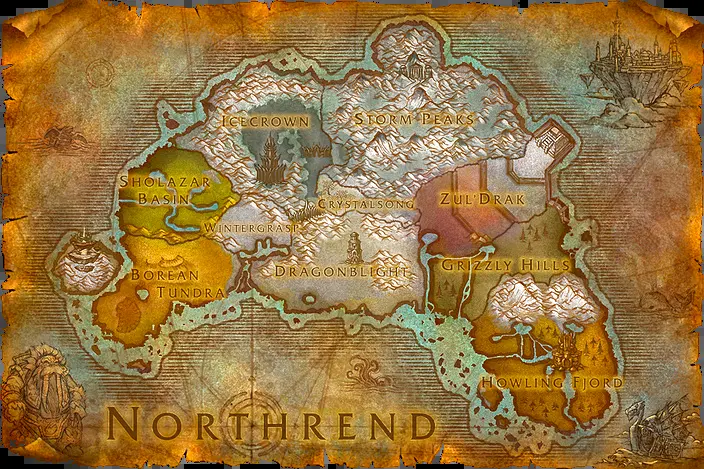 Icecrown
Storm Peaks
Sholazar
Basin
Crystalsong
Zul'Drak
Wintergrasp
Borean
Tundra
Dragonblight
Grizzly Hills
Howling Fjord
Northrend